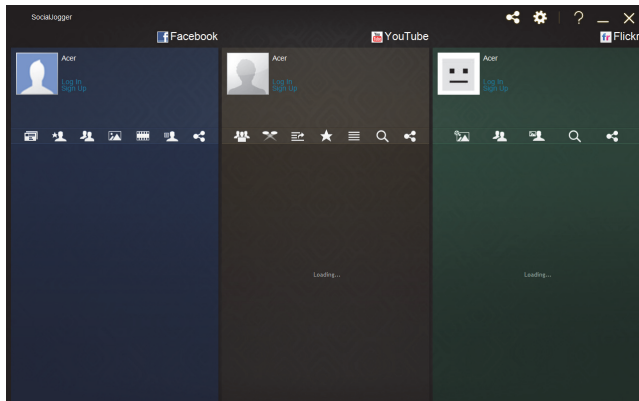 SocialJogger
Facebook
YouTube
Flickr
Acer
Log In
Sign Up
Acer
Log In
Sign Up
Loading...
Acer
Log In
Sign Up
Loading...